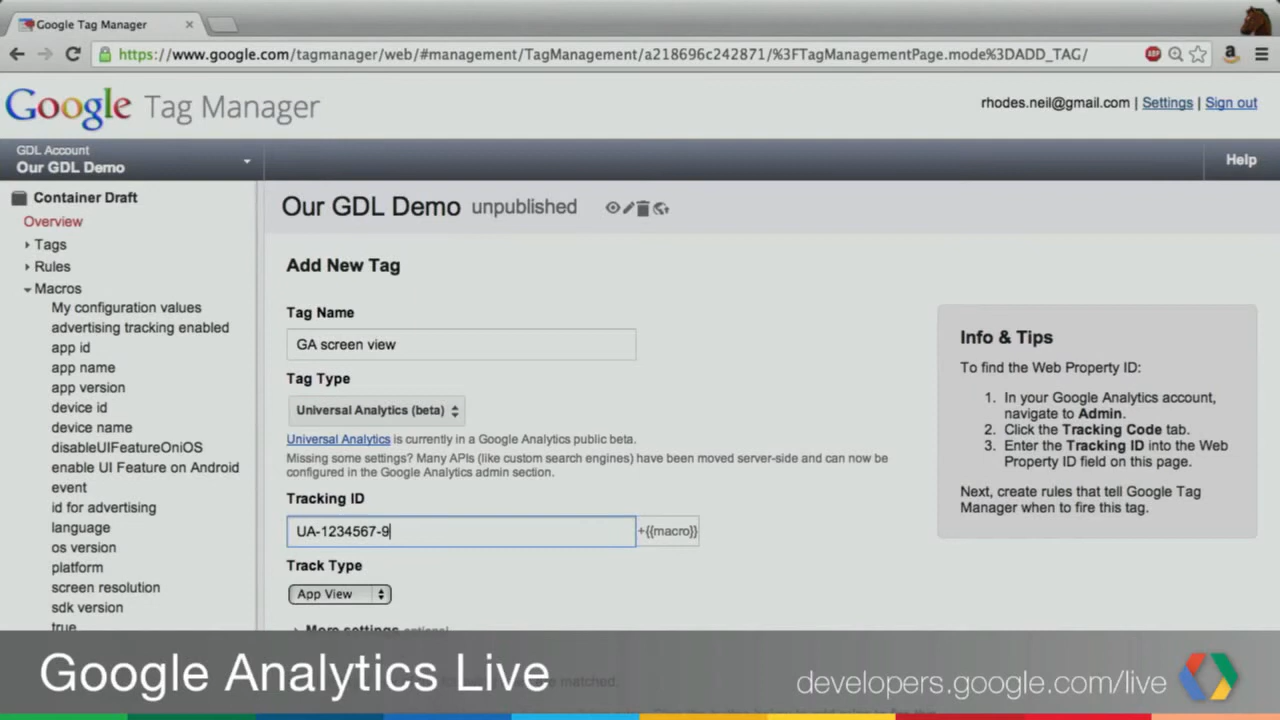 Google Tag Manager
https://www.google.com/tagmanager/web/#management/TagManagement/a218696c242871/%3FTagManagementPage.mode%3DADD_TAG/
Google Tag Manager
rhodes.neil@gmail.com | Settings | Sign out
GDL Account
Our GDL Demo
Help
Container Draft
Overview
Tags
Rules
Macros
My configuration values
advertising tracking enabled
app id
app name
app version
device id
device name
disableUIFeatureOniOS
enable UI Feature on Android
event
id for advertising
language
os version
platform
screen resolution
sdk version
true
Our GDL Demo unpublished
Add New Tag
Tag Name
GA screen view
Tag Type
Universal Analytics (beta)
Universal Analytics is currently in a Google Analytics public beta.
Missing some settings? Many APIs (like custom search engines) have been moved server-side and can now be
configured in the Google Analytics admin section.
Tracking ID
UA-1234567-9
+{{macro}}
Track Type
App View
More settings optional
Info & Tips
To find the Web Property ID:
1. In your Google Analytics account,
navigate to Admin.
2. Click the Tracking Code tab.
3. Enter the Tracking ID into the Web
Property ID field on this page.
Next, create rules that tell Google Tag
Manager when to fire this tag.
matched.
Google Analytics Live
developers.google.com/live